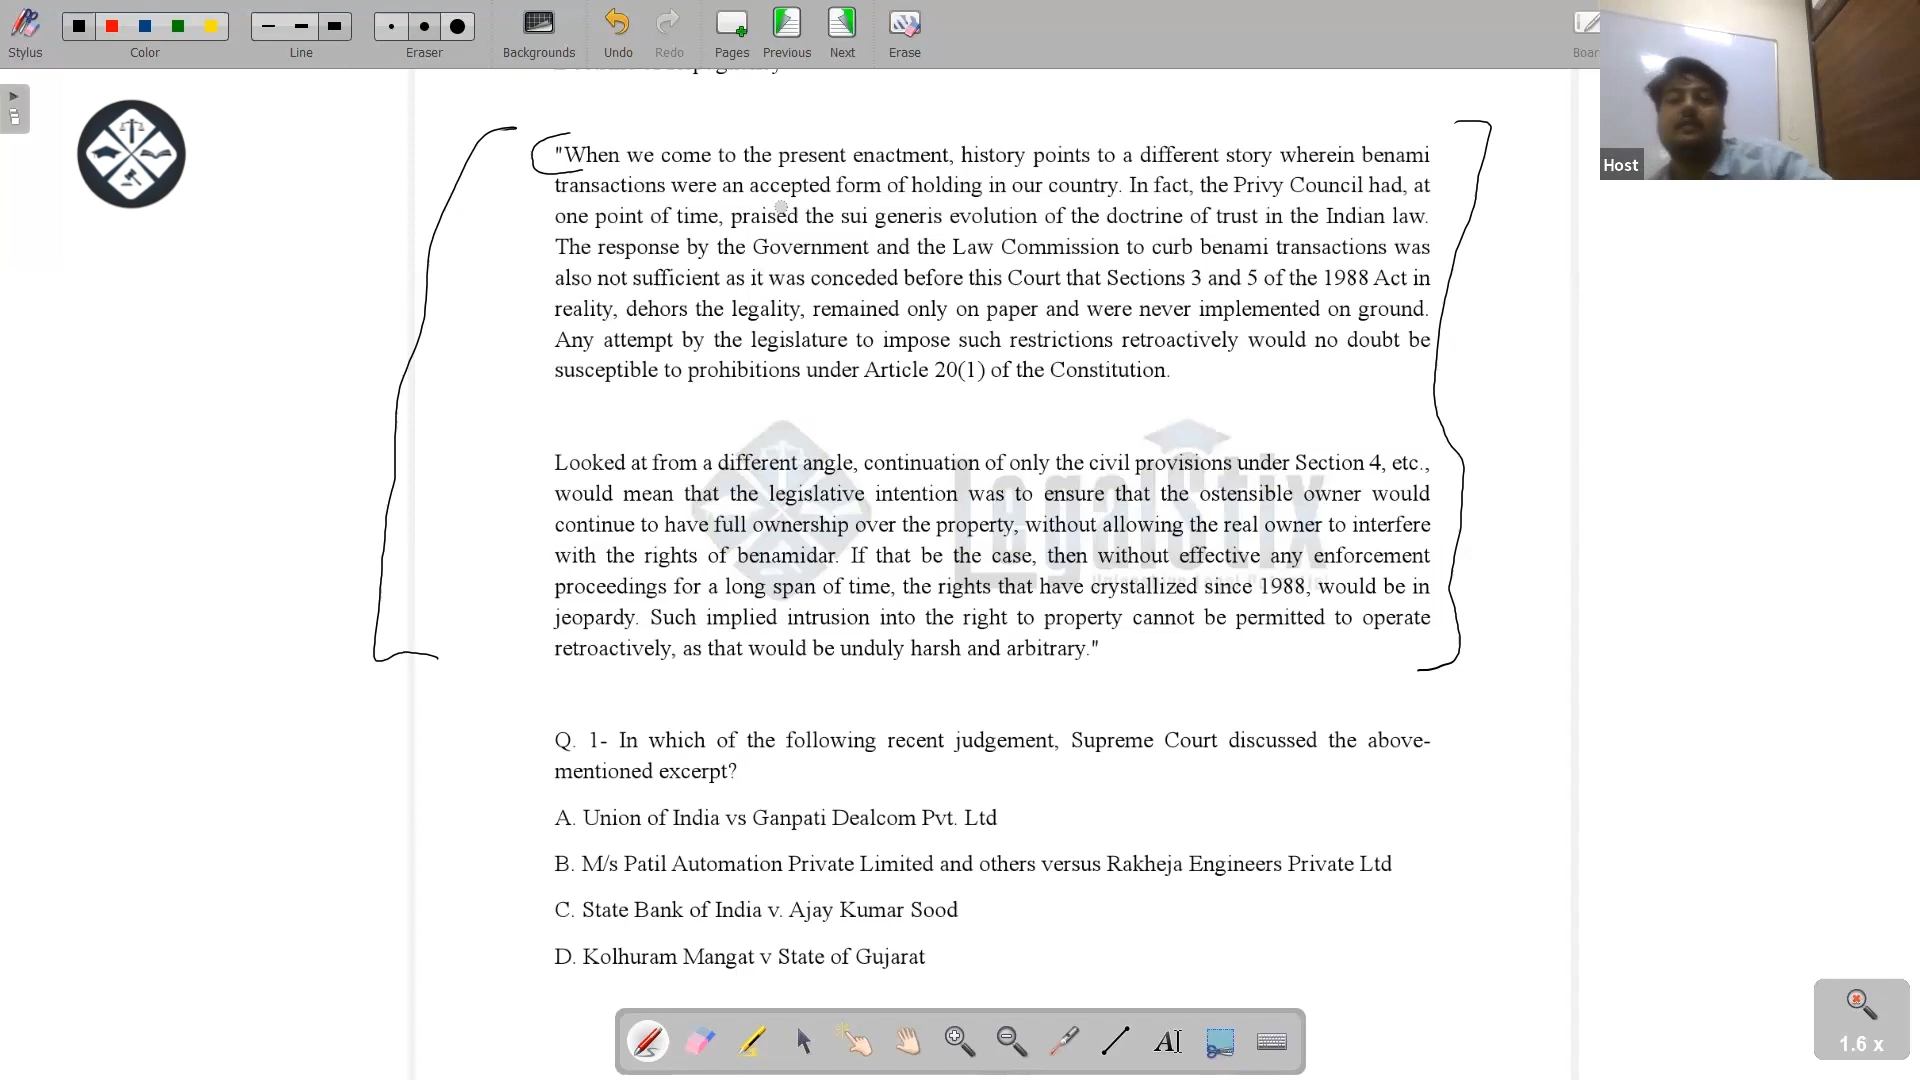 Stylus
Color
Line
Eraser
Backgrounds
Undo
Redo
Pages
Previous
Next
Erase
Host
"When we come to the present enactment, history points to a different story wherein benami
transactions were an accepted form of holding in our country. In fact, the Privy Council had, at
one point of time, praised the sui generis evolution of the doctrine of trust in the Indian law.
The response by the Government and the Law Commission to curb benami transactions was
also not sufficient as it was conceded before this Court that Sections 3 and 5 of the 1988 Act in
reality, dehors the legality, remained only on paper and were never implemented on ground.
Any attempt by the legislature to impose such restrictions retroactively would no doubt be
susceptible to prohibitions under Article 20(1) of the Constitution.
Looked at from a different angle, continuation of only the civil provisions under Section 4, etc.,
would mean that the legislative intention was to ensure that the ostensible owner would
continue to have full ownership over the property, without allowing the real owner to interfere
with the rights of benamidar. If that be the case, then without effective any enforcement
proceedings for a long span of time, the rights that have crystallized since 1988, would be in
jeopardy. Such implied intrusion into the right to property cannot be permitted to operate
retroactively, as that would be unduly harsh and arbitrary."
LegalStix
Q. 1- In which of the following recent judgement, Supreme Court discussed the above-
mentioned excerpt?
A. Union of India vs Ganpati Dealcom Pvt. Ltd
B. M/s Patil Automation Private Limited and others versus Rakheja Engineers Private Ltd
C. State Bank of India v. Ajay Kumar Sood
D. Kolhuram Mangat v State of Gujarat
1.6 x